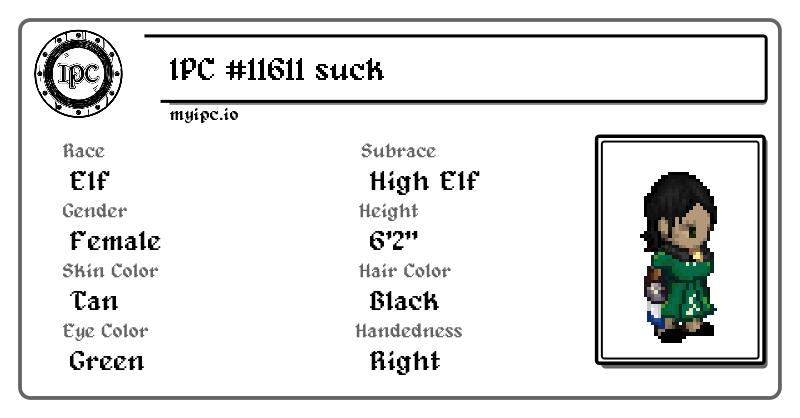 IPC
IPC #11611 suck
myipc.io
Race
Elf
Subrace
High Elf
Gender
Female
Height
6'2"
Skin Color
Tan
Hair Color
Black
Eye Color
Green
Handedness
Right